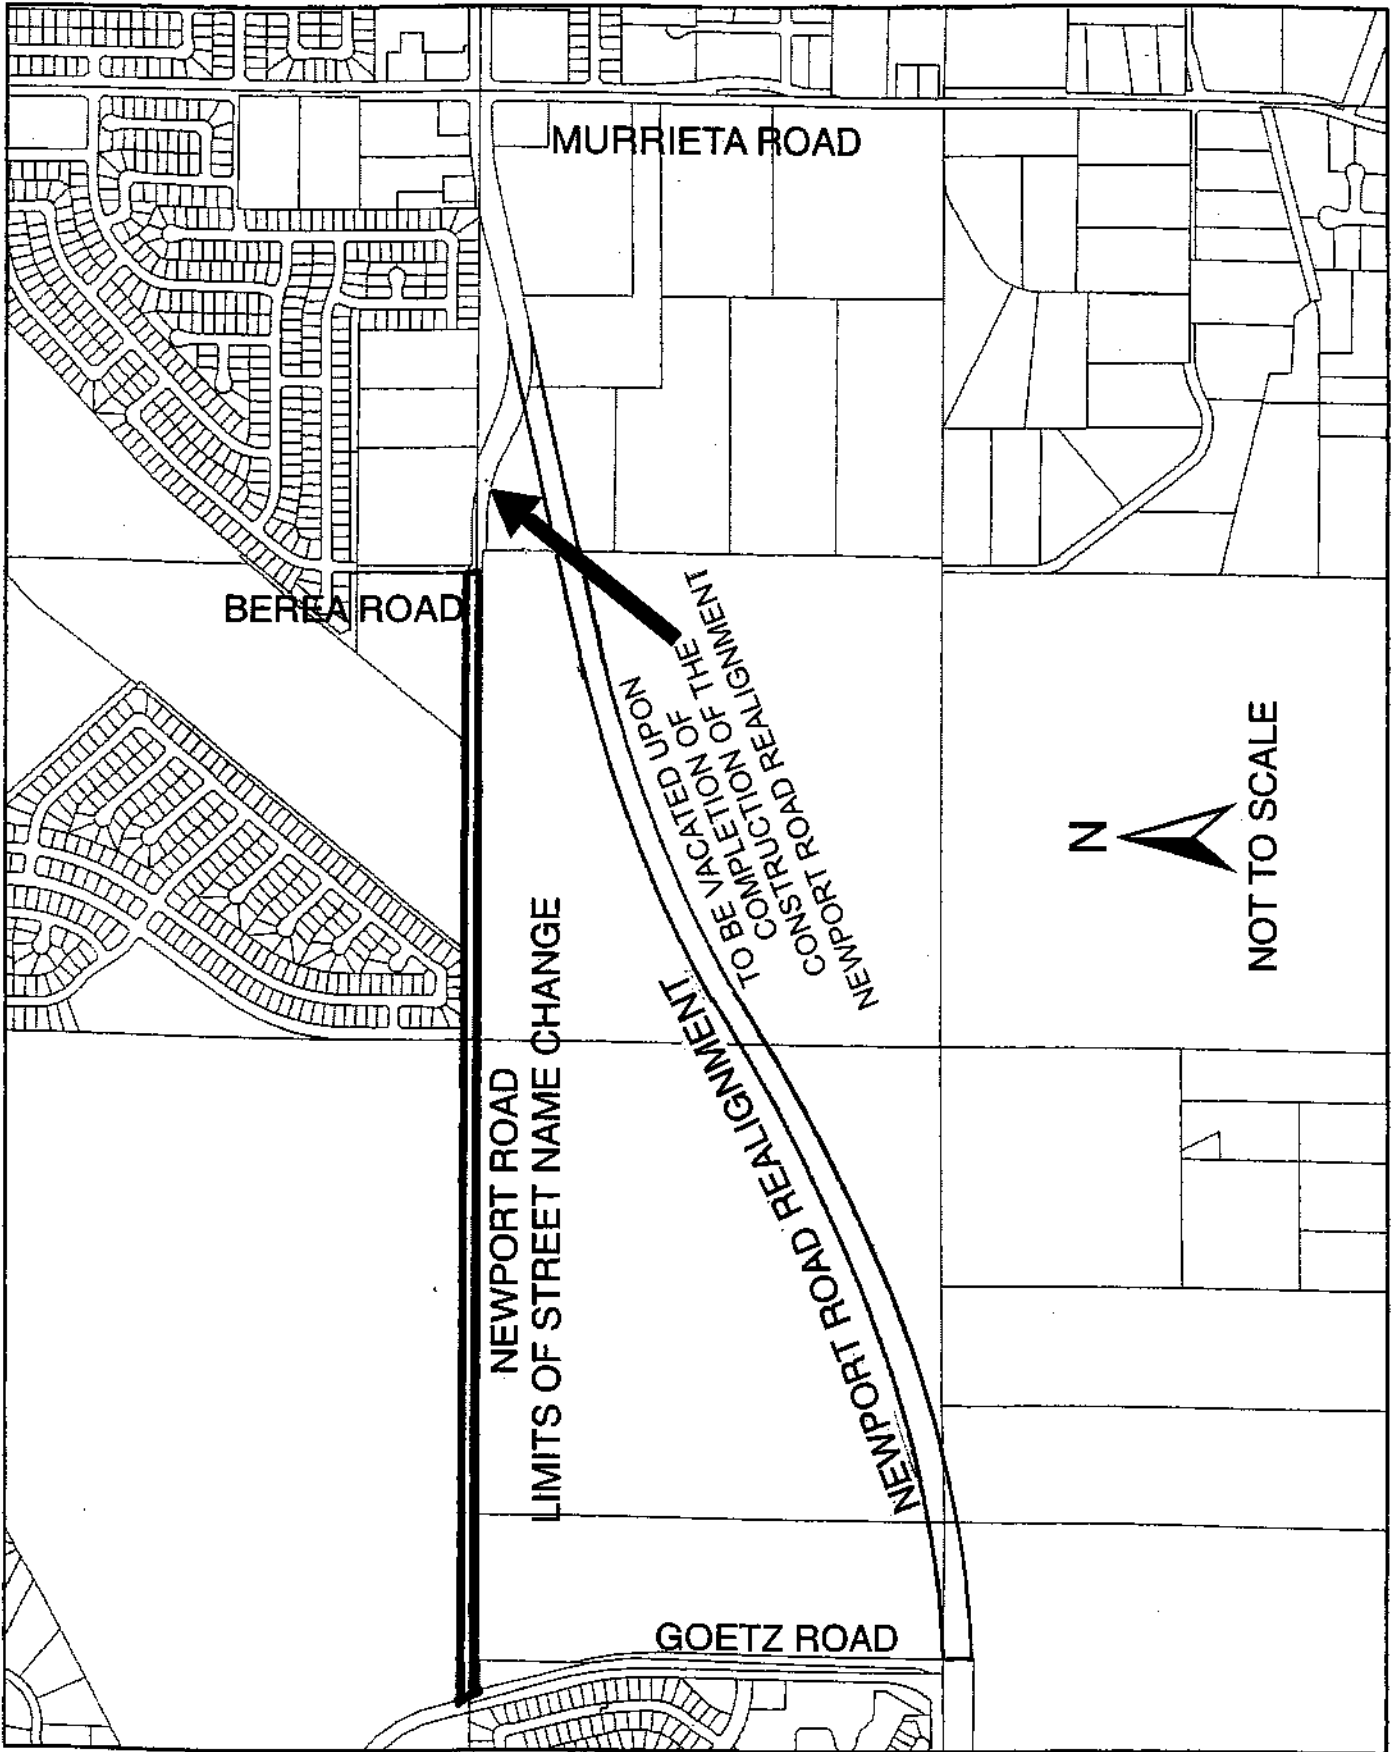 MURRIETA ROAD
BEREA ROAD
TO BE VACATED UPON
COMPLETION OF
CONSTRUCTION OF THE
NEWPORT ROAD REALIGNMENT
N
NOT TO SCALE
NEWPORT ROAD
LIMITS OF STREET NAME CHANGE
NEWPORT ROAD REALIGNMENT
GOETZ ROAD